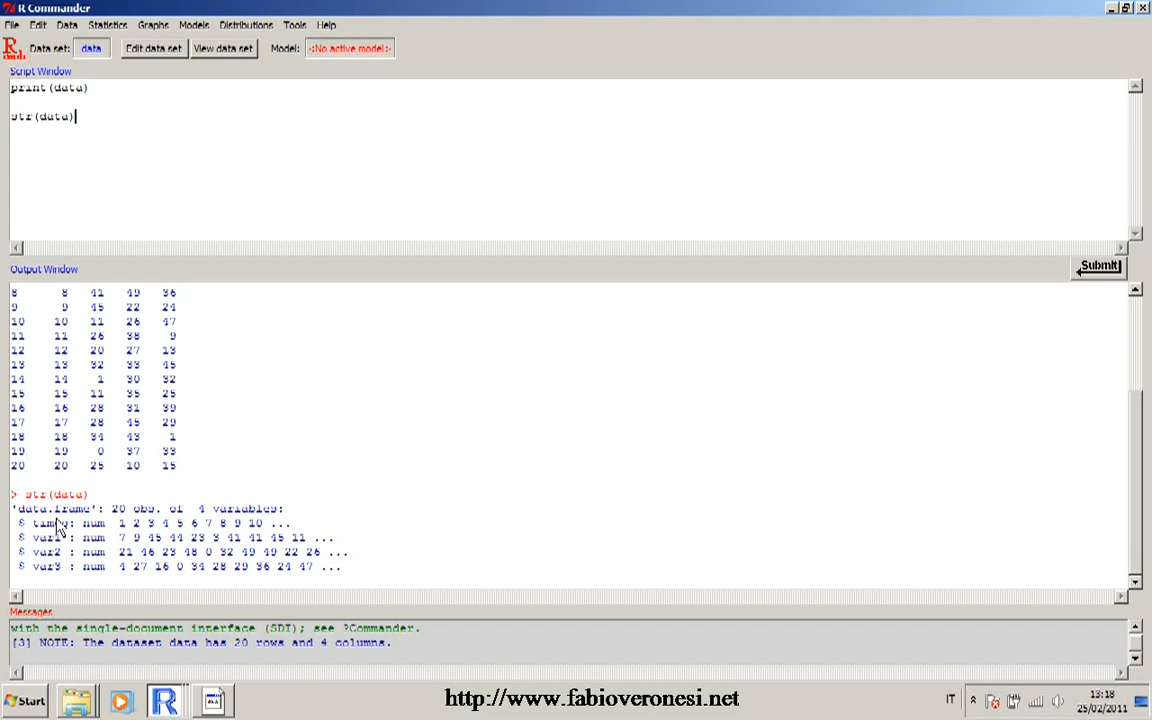 R Commander
File Edit Data Statistics Graphs Models Distributions Tools Help
R cmdr Data set: data Edit data set View data set Model: <No active model>
Script Window
print(data)
str(data)
Output Window
Submit
8 8 41 49 36
9 9 45 22 24
10 10 11 26 47
11 11 26 38 9
12 12 20 27 13
13 13 32 33 45
14 14 1 30 32
15 15 11 35 25
16 16 28 31 39
17 17 28 45 29
18 18 34 43 1
19 19 0 37 33
20 20 25 10 15
> str(data)
'data.frame': 20 obs. of 4 variables:
$ : num 1 2 3 4 5 6 7 8 9 10 ...
$ var1 : num 7 9 45 44 23 3 41 41 45 11 ...
$ var2 : num 21 46 23 48 0 32 49 49 22 26 ...
$ var3 : num 4 27 16 0 34 28 29 36 24 47 ...
Messages
with the single-document interface (SDI); see ?Commander.
[3] NOTE: The dataset data has 20 rows and 4 columns.
Start
http://www.fabioveronesi.net
IT
13:18
25/02/2011